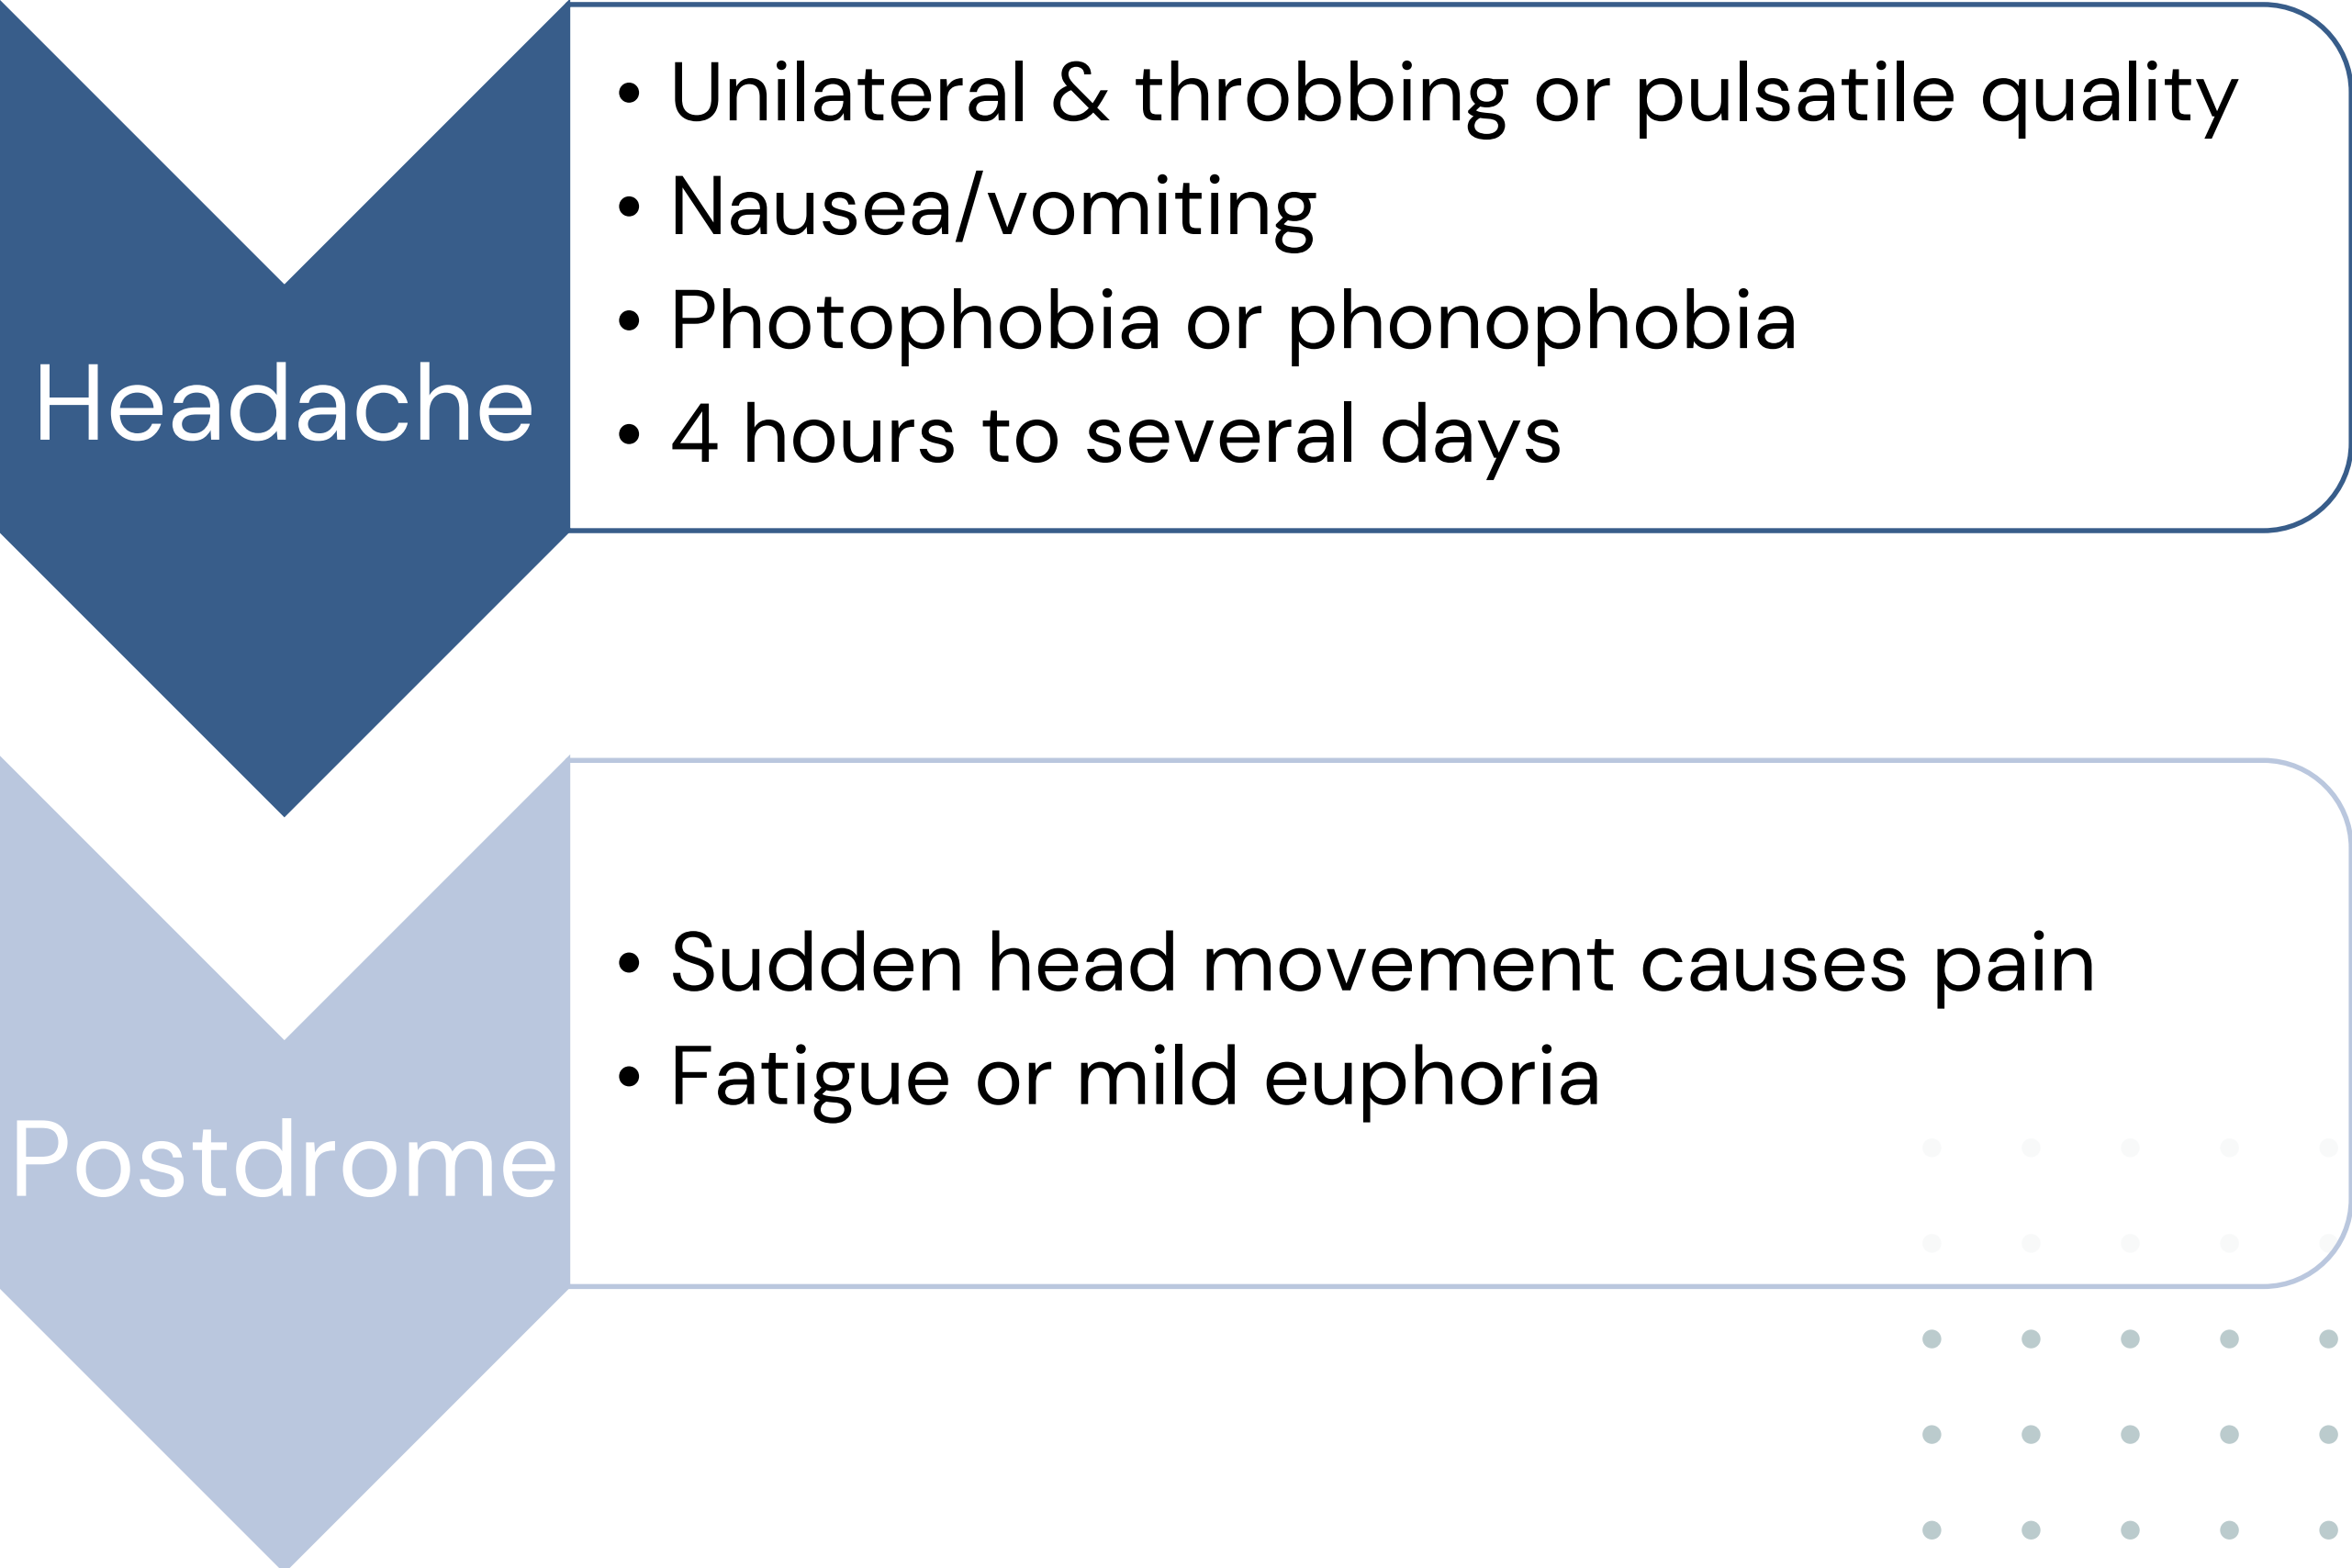 Headache
• Unilateral & throbbing or pulsatile quality
• Nausea/vomiting
• Photophobia or phonophobia
• 4 hours to several days
Postdrome
• Sudden head movement causes pain
• Fatigue or mild euphoria